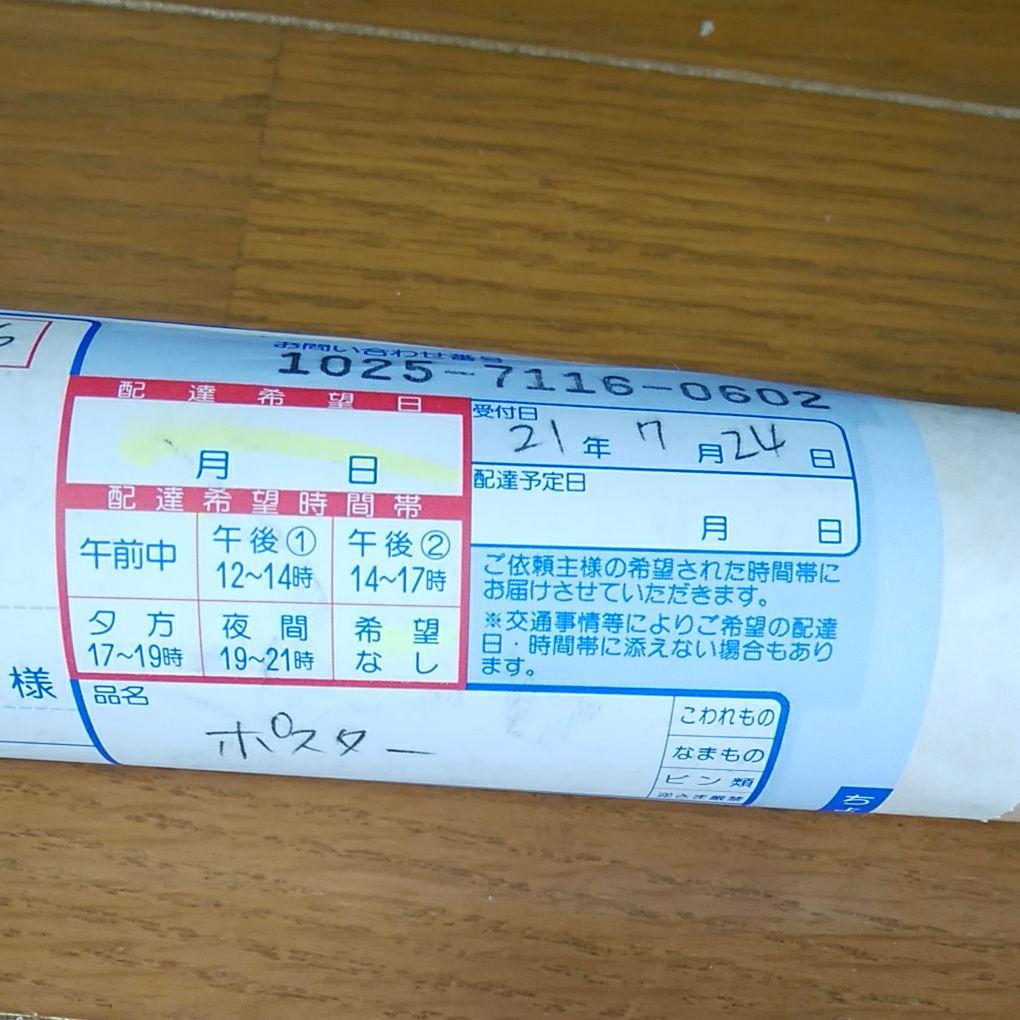 お問い合わせ番号
1025-7116-0602
配達希望日
月 日
受付日
21年 7月24日
配達予定日
月 日
配達希望時間帯
午前中
午後①
12~14時
午後②
14~17時
夕方
17~19時
夜間
19~21時
希望
なし
ご依頼主様の希望された時間帯に
お届けさせていただきます。
※交通事情等によりご希望の配達
日・時間帯に添えない場合もあり
ます。
様
品名
ポスター
こわれもの
なまもの
ビン類
逆さま厳禁